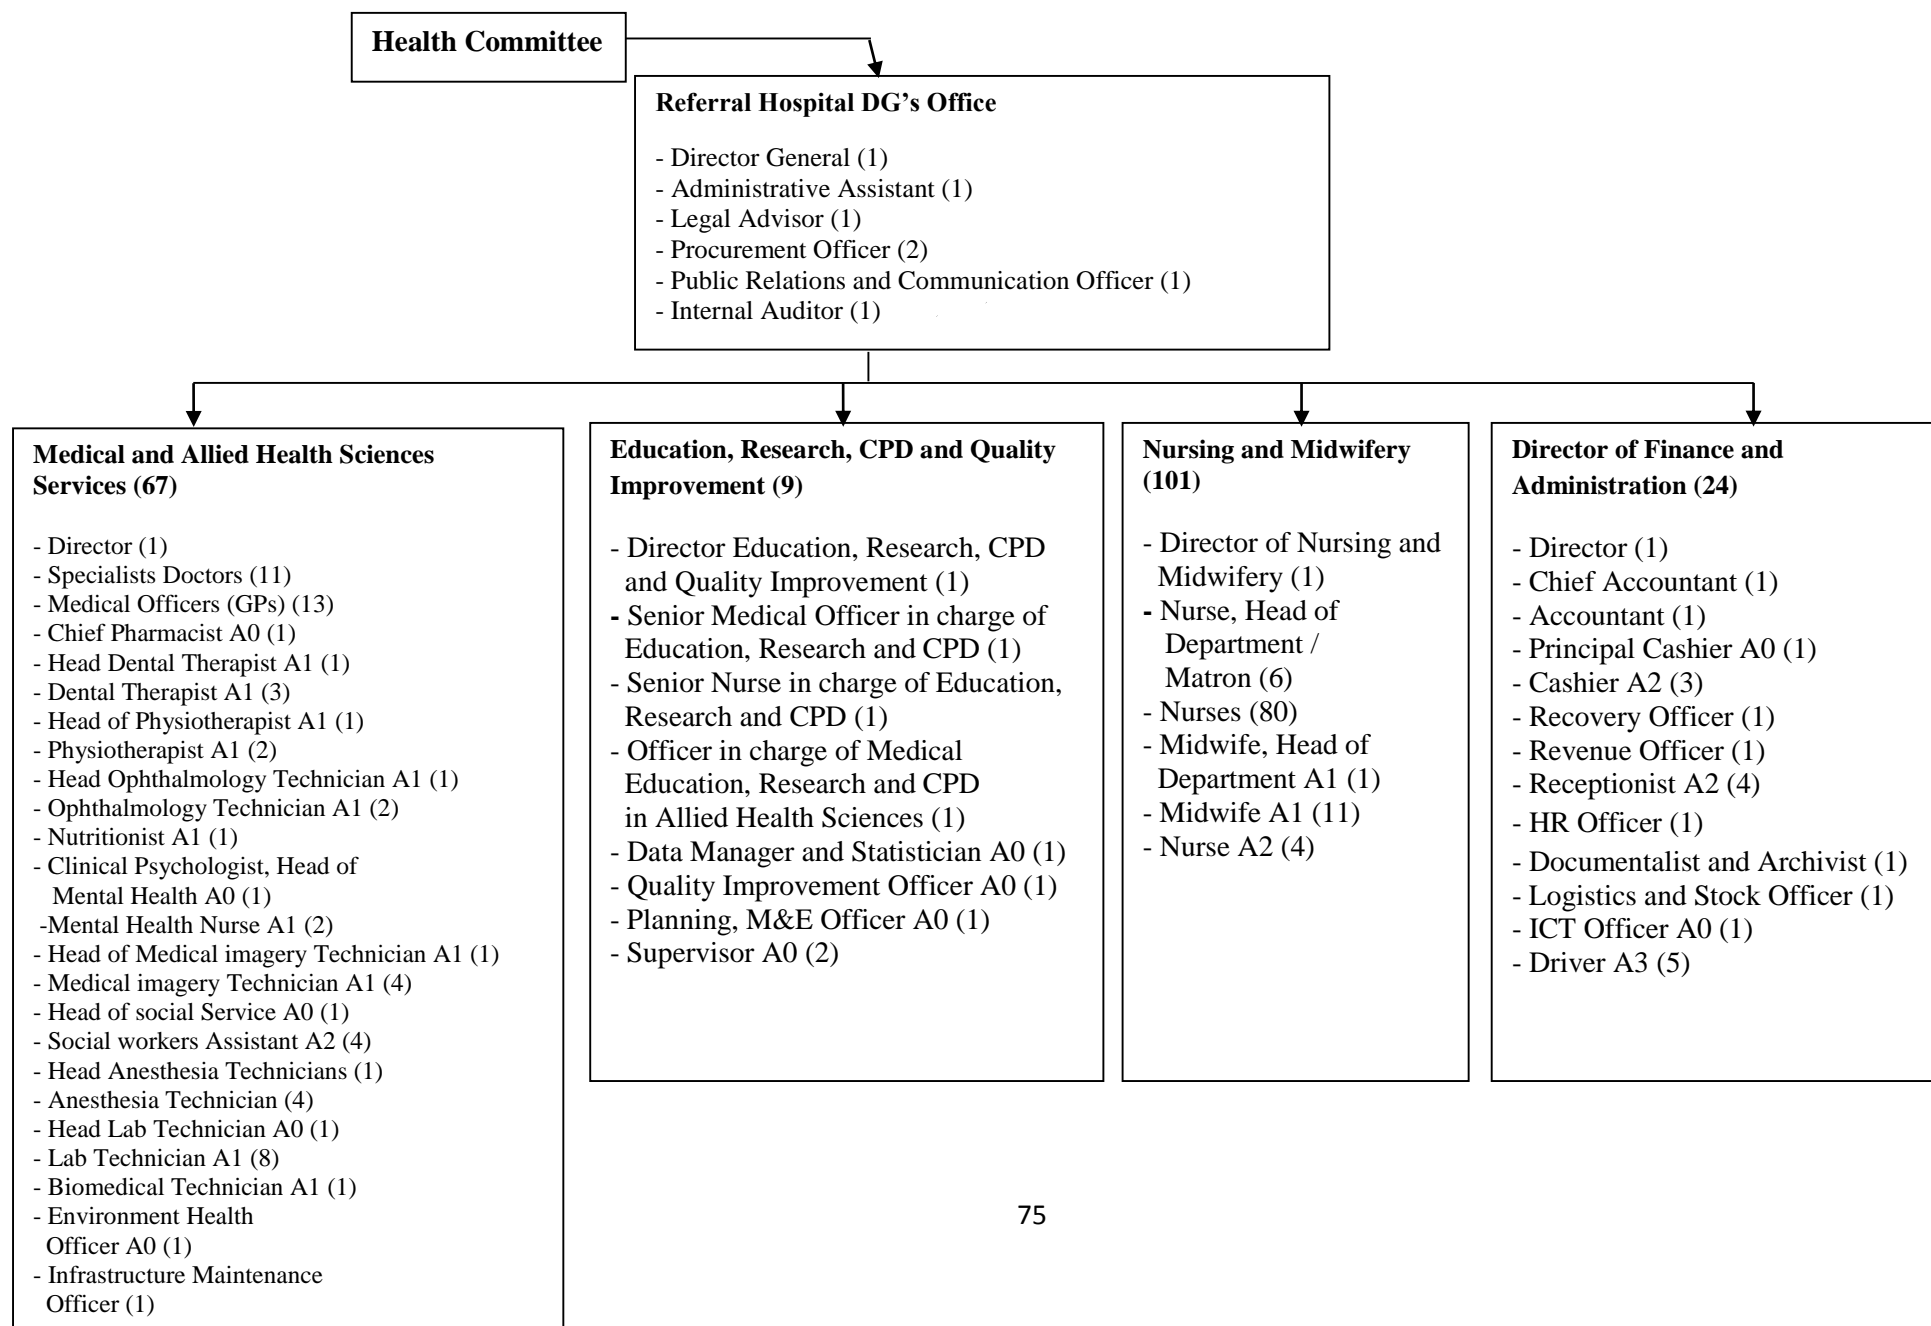 Health Committee
Referral Hospital DG’s Office
- Director General (1)
- Administrative Assistant (1)
- Legal Advisor (1)
- Procurement Officer (2)
- Public Relations and Communication Officer (1)
- Internal Auditor (1)
Medical and Allied Health Sciences
Services (67)
- Director (1)
- Specialists Doctors (11)
- Medical Officers (GPs) (13)
- Chief Pharmacist A0 (1)
- Head Dental Therapist A1 (1)
- Dental Therapist A1 (3)
- Head of Physiotherapist A1 (1)
- Physiotherapist A1 (2)
- Head Ophthalmology Technician A1 (1)
- Ophthalmology Technician A1 (2)
- Nutritionist A1 (1)
- Clinical Psychologist, Head of
Mental Health A0 (1)
-Mental Health Nurse A1 (2)
- Head of Medical imagery Technician A1 (1)
- Medical imagery Technician A1 (4)
- Head of social Service A0 (1)
- Social workers Assistant A2 (4)
- Head Anesthesia Technicians (1)
- Anesthesia Technician (4)
- Head Lab Technician A0 (1)
- Lab Technician A1 (8)
- Biomedical Technician A1 (1)
- Environment Health
Officer A0 (1)
- Infrastructure Maintenance
Officer (1)
Education, Research, CPD and Quality
Improvement (9)
- Director Education, Research, CPD
and Quality Improvement (1)
- Senior Medical Officer in charge of
Education, Research and CPD (1)
- Senior Nurse in charge of Education,
Research and CPD (1)
- Officer in charge of Medical
Education, Research and CPD
in Allied Health Sciences (1)
- Data Manager and Statistician A0 (1)
- Quality Improvement Officer A0 (1)
- Planning, M&E Officer A0 (1)
- Supervisor A0 (2)
Nursing and Midwifery
(101)
- Director of Nursing and
Midwifery (1)
- Nurse, Head of
Department /
Matron (6)
- Nurses (80)
- Midwife, Head of
Department A1 (1)
- Midwife A1 (11)
- Nurse A2 (4)
Director of Finance and
Administration (24)
- Director (1)
- Chief Accountant (1)
- Accountant (1)
- Principal Cashier A0 (1)
- Cashier A2 (3)
- Recovery Officer (1)
- Revenue Officer (1)
- Receptionist A2 (4)
- HR Officer (1)
- Documentalist and Archivist (1)
- Logistics and Stock Officer (1)
- ICT Officer A0 (1)
- Driver A3 (5)
75